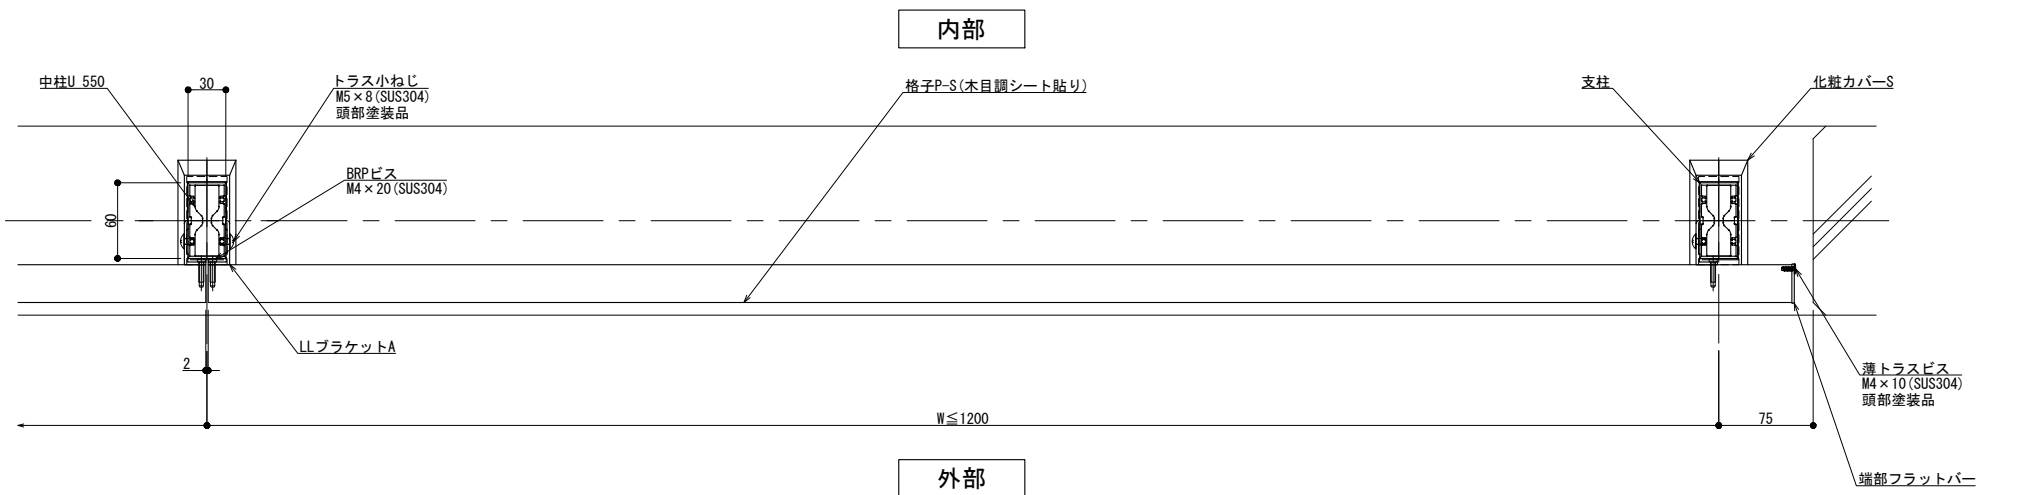 内部
中柱U 550
30
トラス小ねじ
M5×8(SUS304)
頭部塗装品
格子P-S(木目調シート貼り)
支柱
化粧カバーS
BRPビス
M4×20(SUS304)
60
LLブラケットA
2
薄トラスビス
M4×10(SUS304)
頭部塗装品
W≦1200
75
外部
端部フラットバー